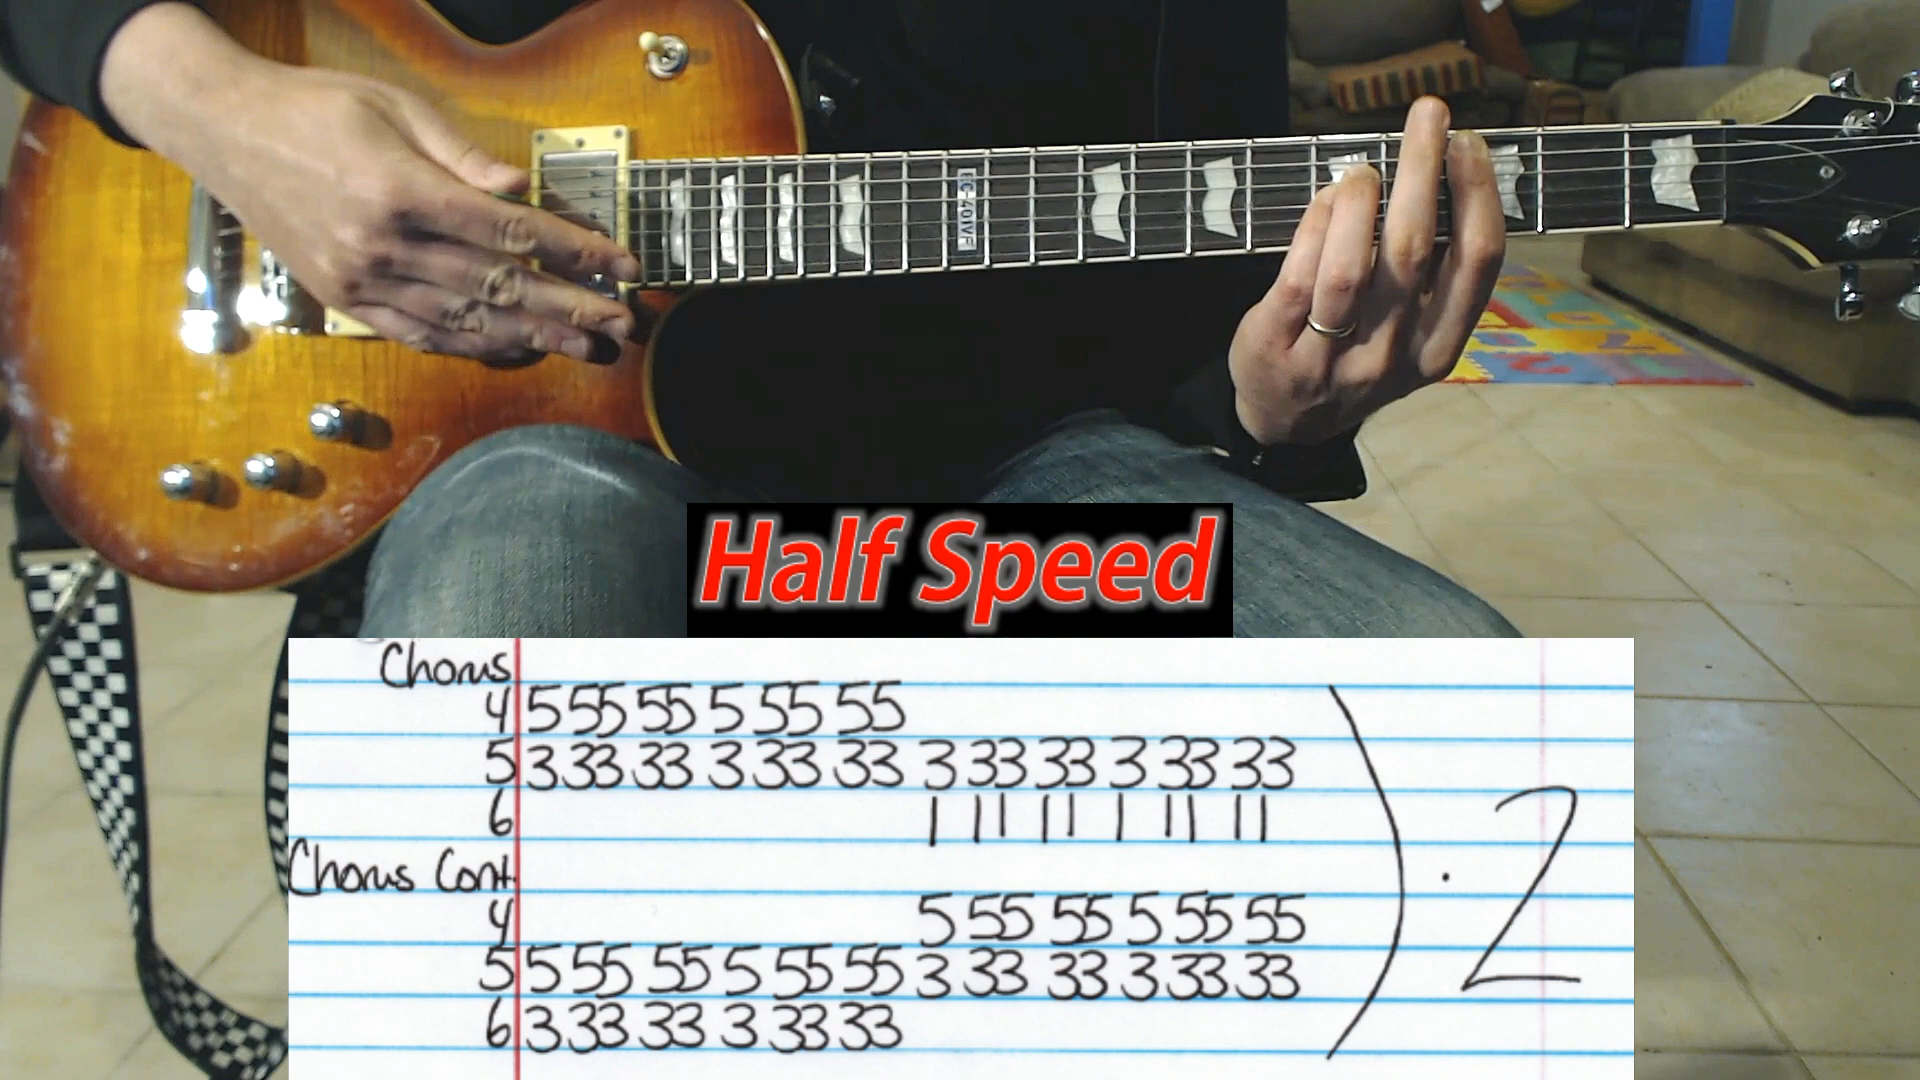 EC-401VF
Half Speed
Chorus
4 5 55 55 5 55 55
5 3 33 33 3 33 33 3 33 33 3 33 33
6 1 11 11 1 11 11
Chorus Cont.
4 5 55 55 5 55 55
5 5 55 55 5 55 55 3 33 33 3 33 33
6 3 33 33 3 33 33
) · 2